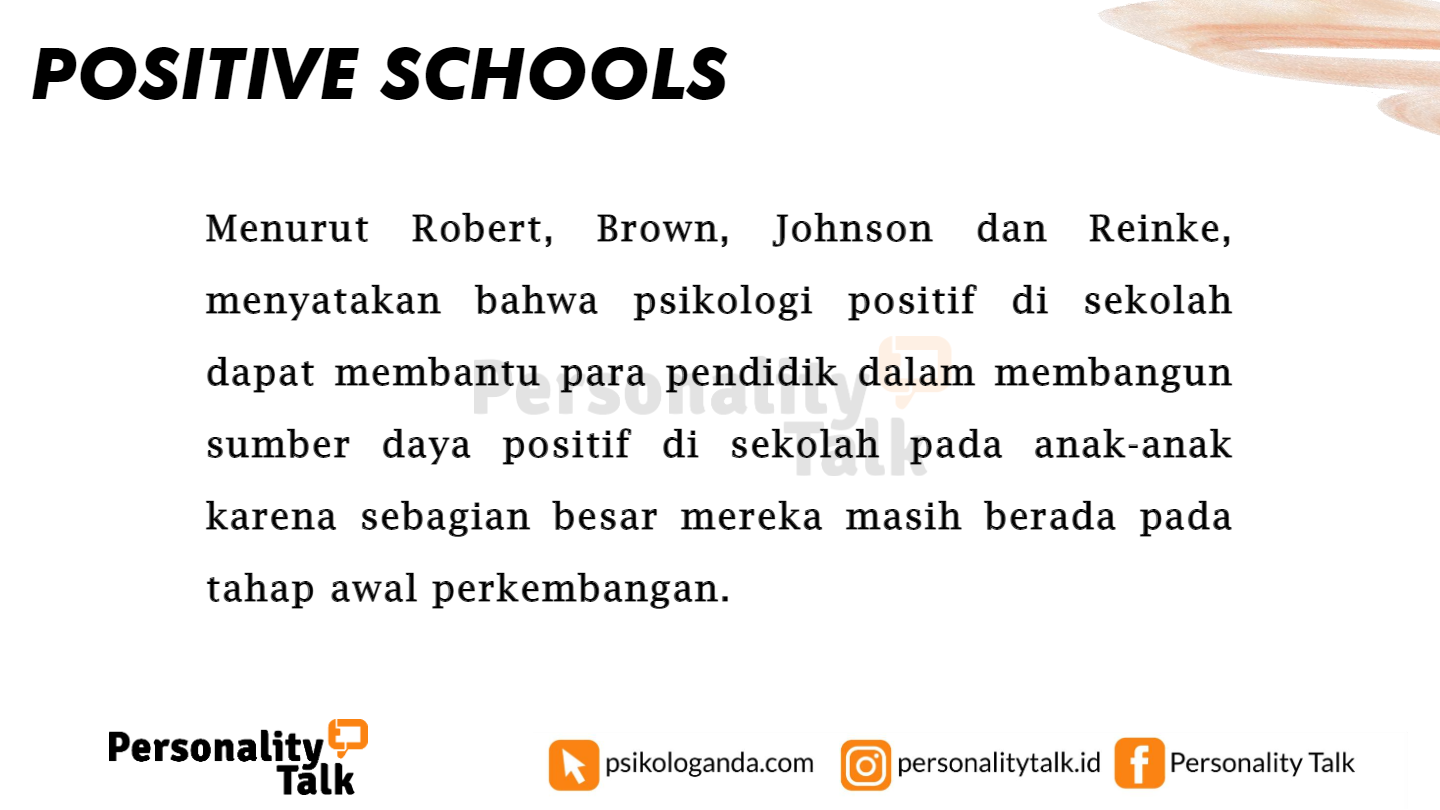 POSITIVE SCHOOLS
Menurut Robert, Brown, Johnson dan Reinke,
menyatakan bahwa psikologi positif di sekolah
dapat membantu para pendidik dalam membangun
sumber daya positif di sekolah pada anak-anak
karena sebagian besar mereka masih berada pada
tahap awal perkembangan.
Personality
Talk
Personality
Talk
psikologanda.com
personalitytalk.id
Personality Talk